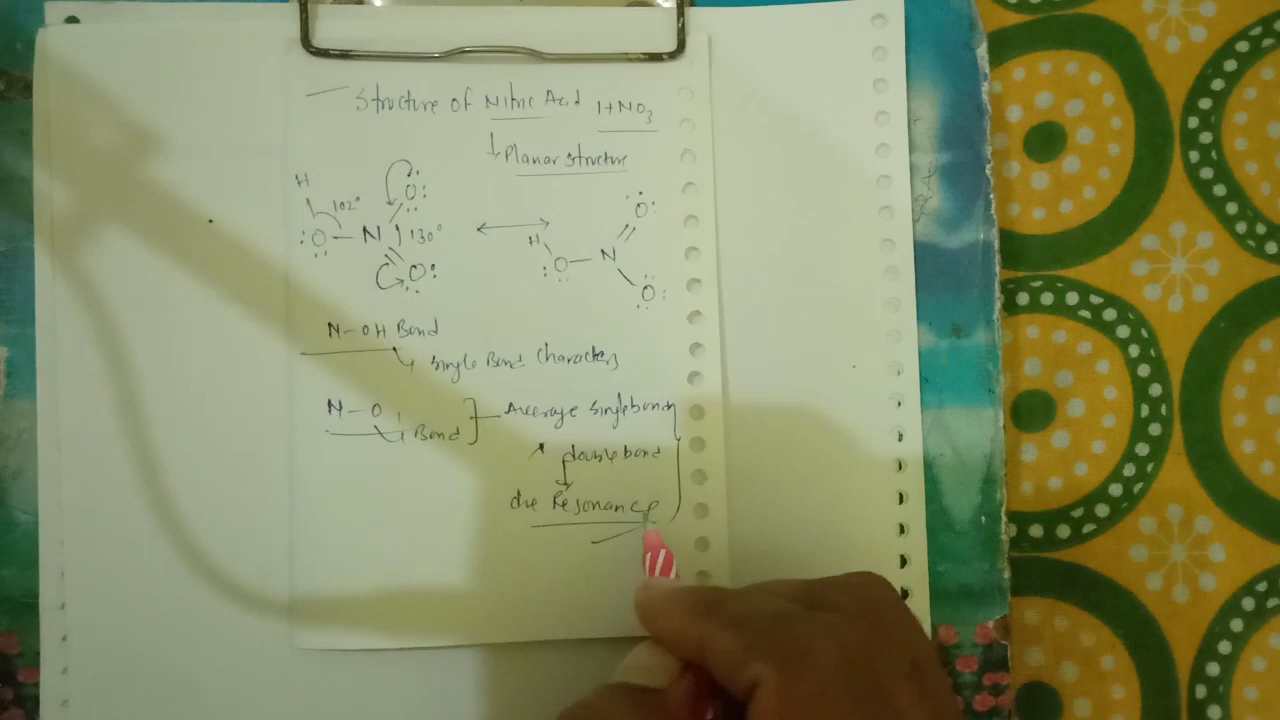 Structure of Nitric Acid HNO3
Planar structure
H
102°
:O: – N
O:
130°
O:
H
O – N
O:
O:
N – OH Bond
Single Bond Characters
N – O
Bond
Average Single bond
double bond
due Resonance